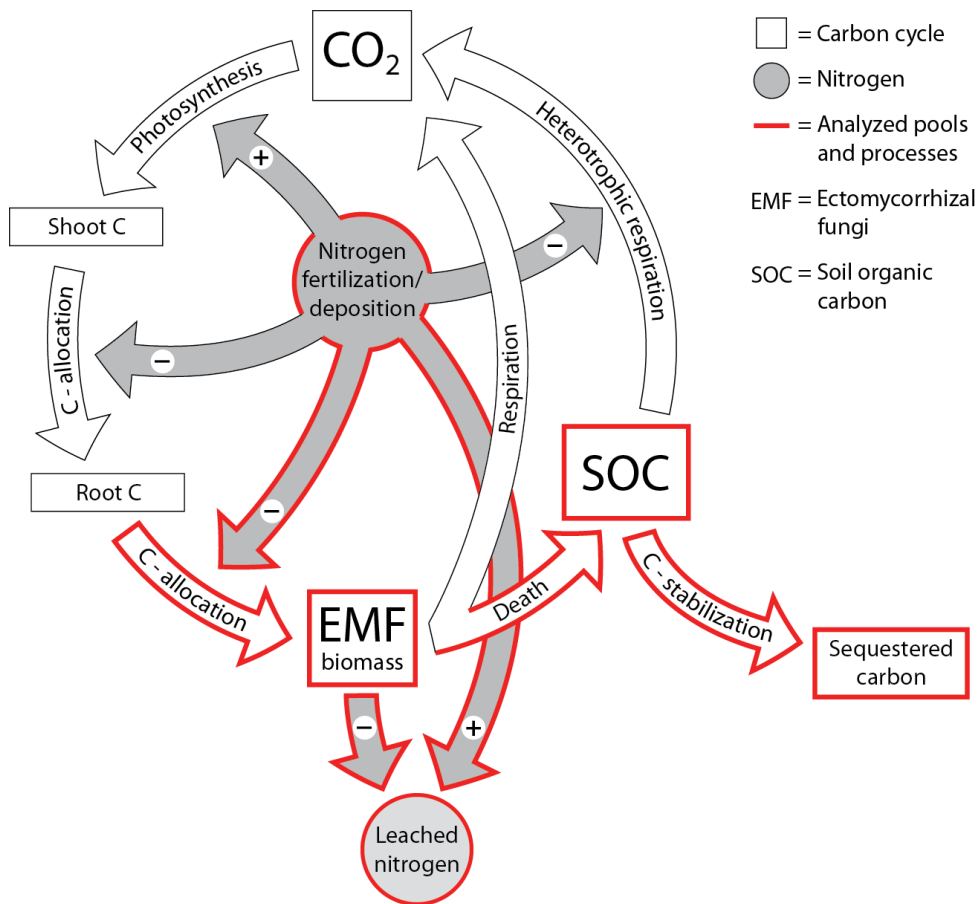 CO2
Photosynthesis
Heterotrophic respiration
+
Shoot C
Nitrogen
fertilization/
deposition
−
C - allocation
−
Respiration
Root C
−
SOC
C - allocation
EMF
biomass
Death
C - stabilization
Sequestered
carbon
−
+
Leached
nitrogen
= Carbon cycle
= Nitrogen
= Analyzed pools
and processes
EMF = Ectomycorrhizal
fungi
SOC = Soil organic
carbon